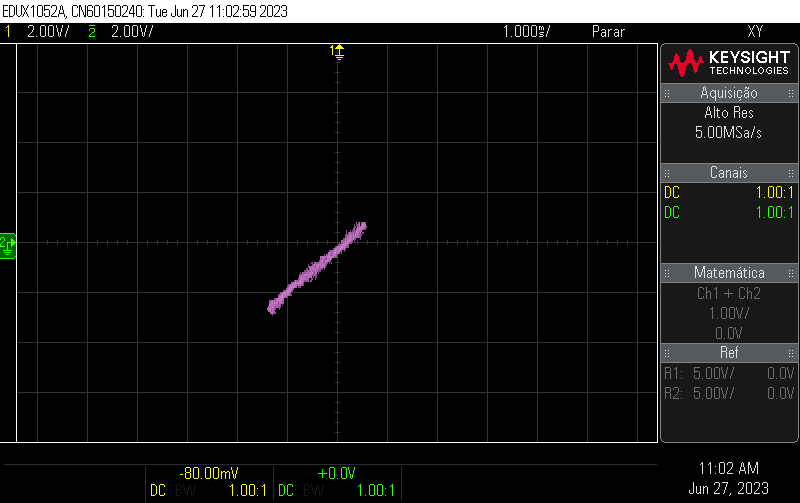 EDUX1052A, CN60150240: Tue Jun 27 11:02:59 2023
1 2.00V/ 2 2.00V/ 1.000ms/ Parar XY
1
KEYSIGHT
TECHNOLOGIES
Aquisição
Alto Res
5.00MSa/s
Canais
DC 1.00:1
DC 1.00:1
2
Matemática
Ch1 + Ch2
1.00V/
0.0V
Ref
R1: 5.00V/ 0.0V
R2: 5.00V/ 0.0V
-80.00mV +0.0V
DC BW 1.00:1 DC BW 1.00:1
11:02 AM
Jun 27, 2023